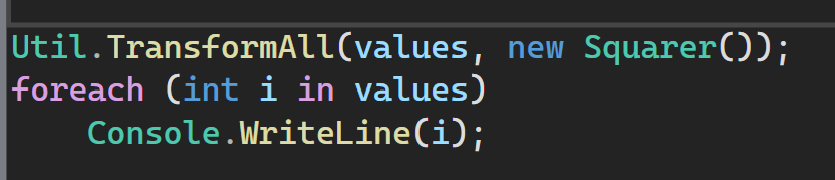 Util.TransformAll(values, new Squarer());
foreach (int i in values)
    Console.WriteLine(i);